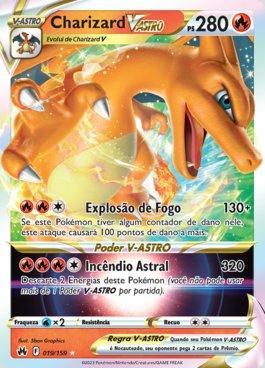 V-ASTRO
Charizard VASTRO PS 280
Evolui de Charizard V
Explosão de Fogo 130+
Se este Pokémon tiver algum contador de dano nele,
este ataque causará 100 pontos de dano a mais.
Poder V-ASTRO
Incêndio Astral 320
Descarte 2 Energias deste Pokémon (você não pode usar
mais de 1 Poder V-ASTRO por partida).
Fraqueza ×2 Resistência Recuo
Ilust. 5ban Graphics
F 019/159
Regra V-ASTRO Quando seu Pokémon V-ASTRO
é Nocauteado, seu oponente pega 2 cartas de Prêmio.
©2023 Pokémon/Nintendo/Creatures/GAME FREAK